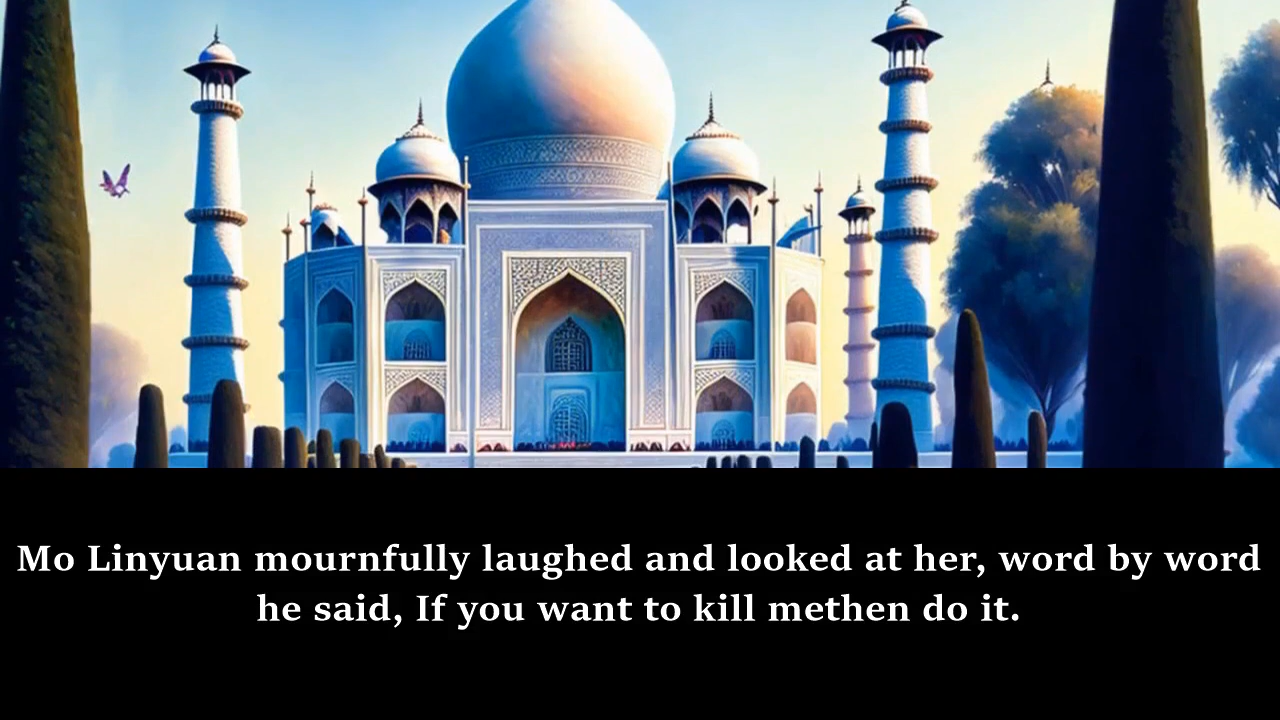 Mo Linyuan mournfully laughed and looked at her, word by word
he said, If you want to kill methen do it.